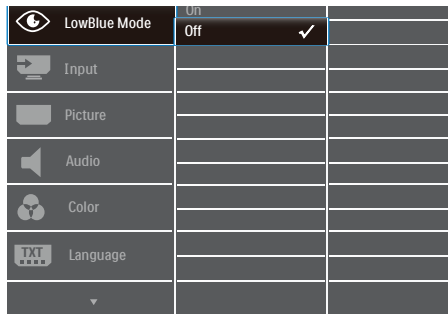 LowBlue Mode
On
Off
Input
Picture
Audio
Color
TXT
Language